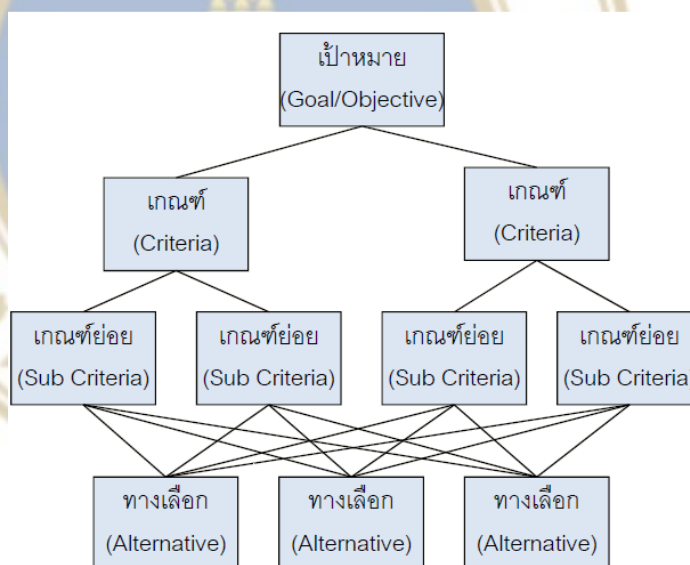 เป้าหมาย
(Goal/Objective)
เกณฑ์
(Criteria)
เกณฑ์
(Criteria)
เกณฑ์ย่อย
(Sub Criteria)
เกณฑ์ย่อย
(Sub Criteria)
เกณฑ์ย่อย
(Sub Criteria)
เกณฑ์ย่อย
(Sub Criteria
ทางเลือก
(Alternative)
ทางเลือก
(Alternative)
ทางเลือก
(Alternative)